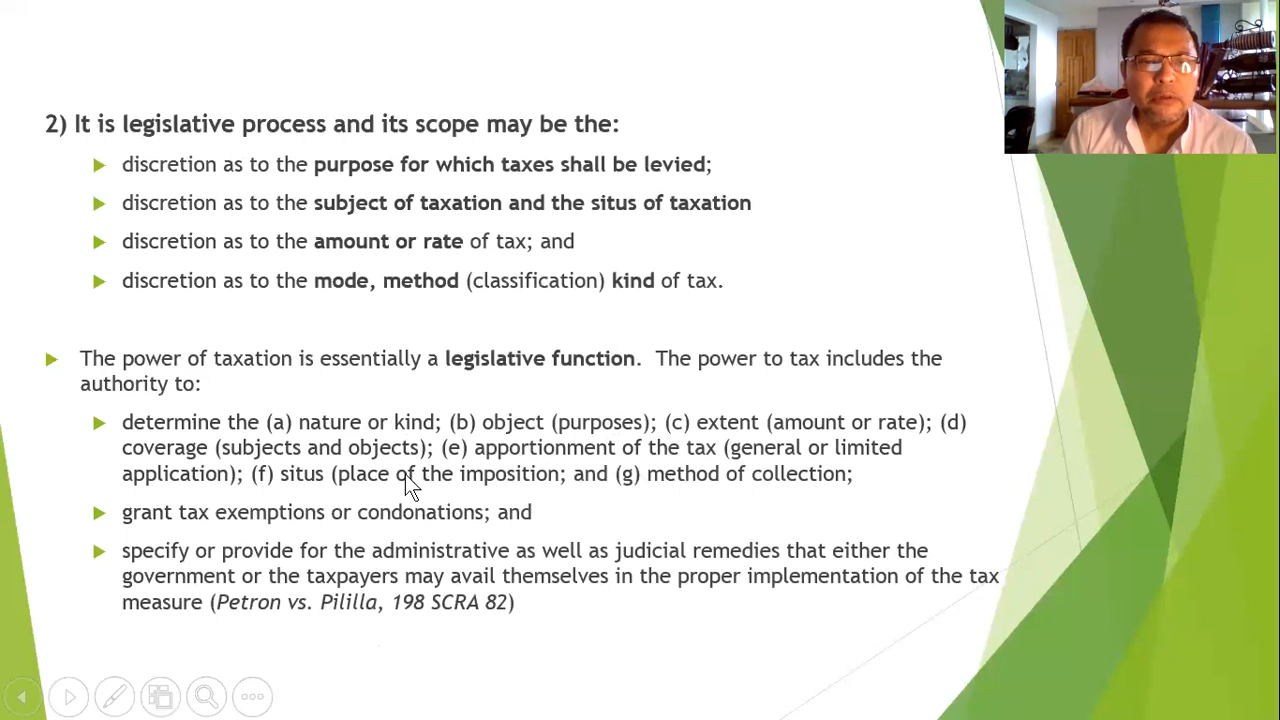 2) It is legislative process and its scope may be the:
discretion as to the purpose for which taxes shall be levied;
discretion as to the subject of taxation and the situs of taxation
discretion as to the amount or rate of tax; and
discretion as to the mode, method (classification) kind of tax.
The power of taxation is essentially a legislative function. The power to tax includes the
authority to:
determine the (a) nature or kind; (b) object (purposes); (c) extent (amount or rate); (d)
coverage (subjects and objects); (e) apportionment of the tax (general or limited
application); (f) situs (place of the imposition; and (g) method of collection;
grant tax exemptions or condonations; and
specify or provide for the administrative as well as judicial remedies that either the
government or the taxpayers may avail themselves in the proper implementation of the tax
measure (Petron vs. Pililla, 198 SCRA 82)